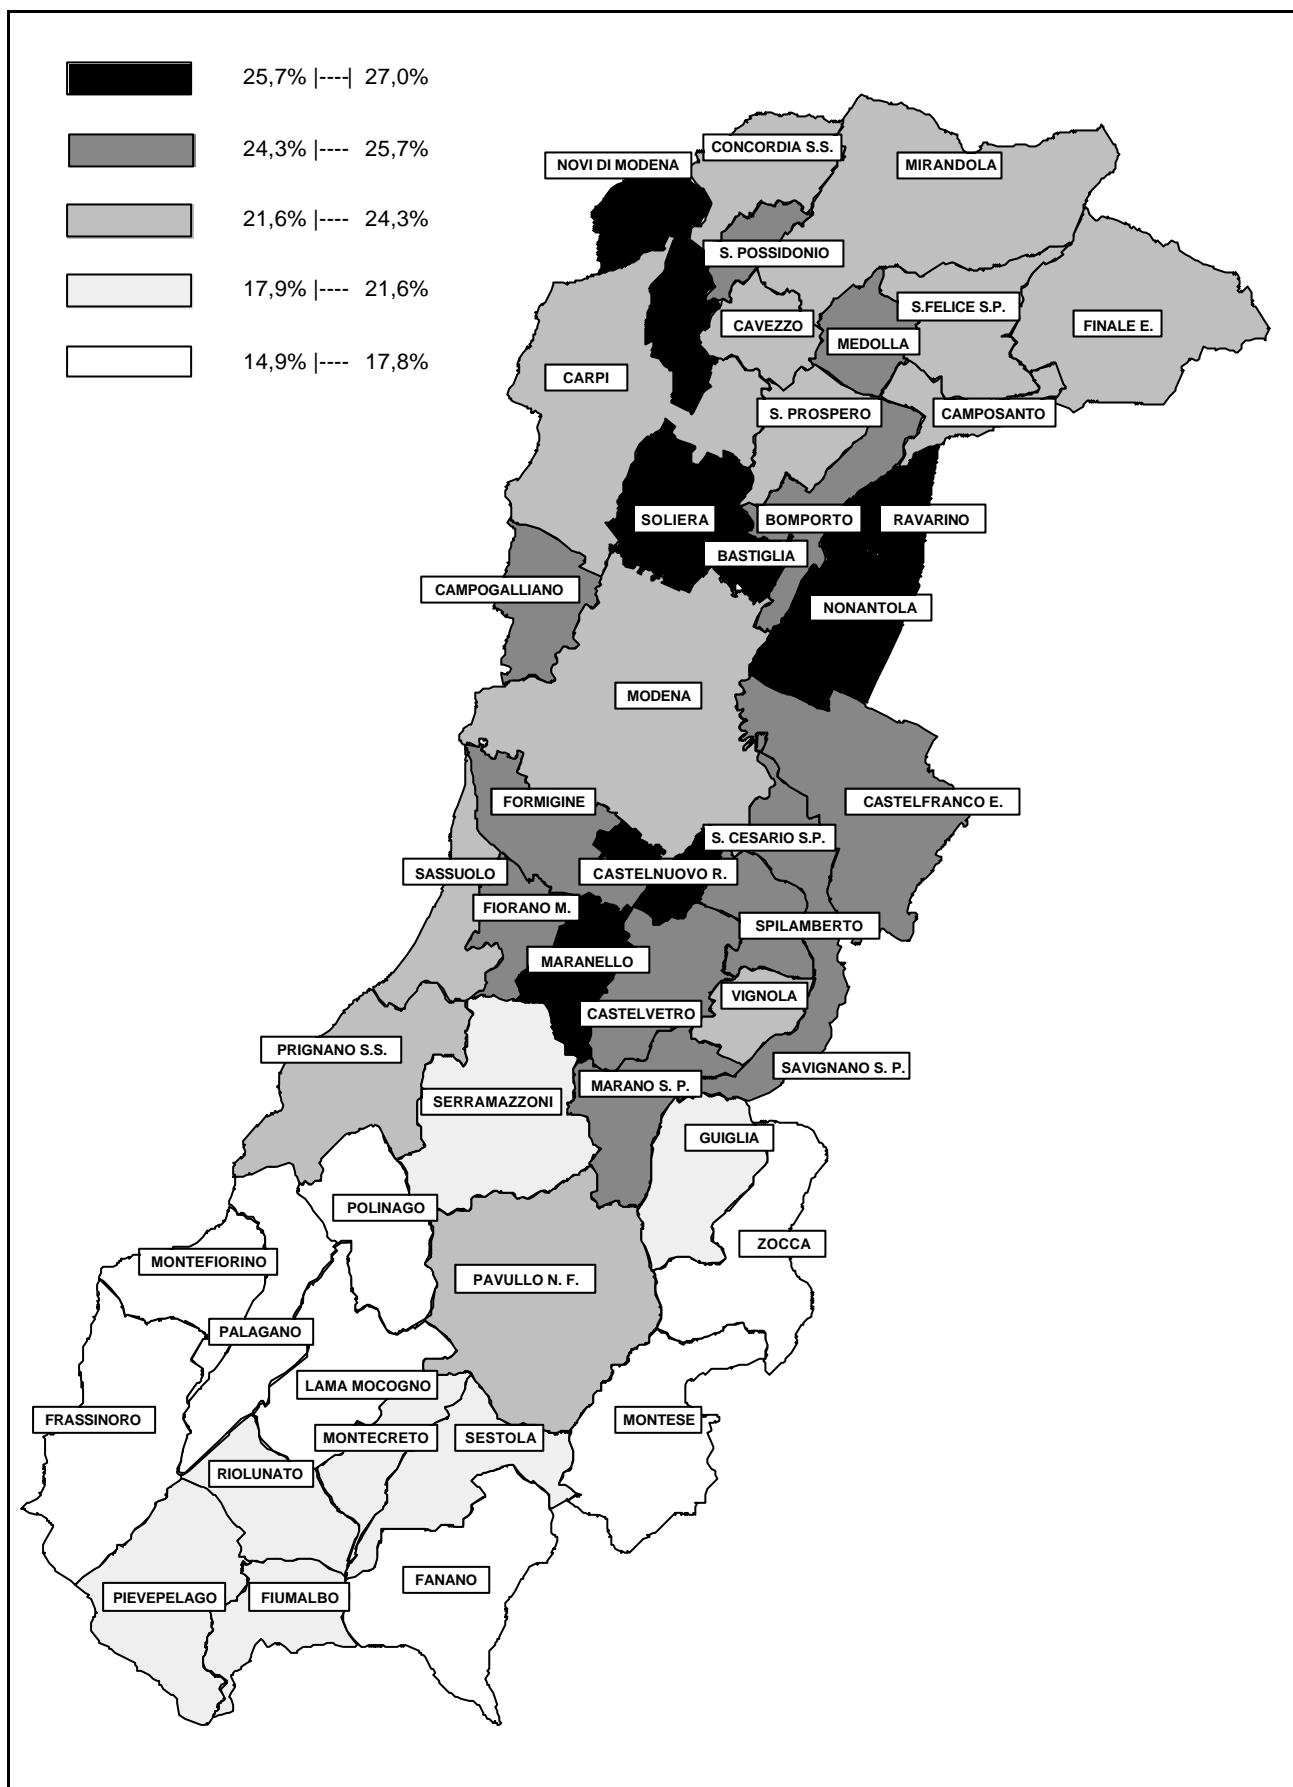 25,7% |----| 27,0%
24,3% |---- 25,7%
21,6% |---- 24,3%
17,9% |---- 21,6%
14,9% |---- 17,8%
CONCORDIA S.S.
NOVI DI MODENA
MIRANDOLA
S. POSSIDONIO
S.FELICE S.P.
CAVEZZO
FINALE E.
MEDOLLA
CARPI
S. PROSPERO
CAMPOSANTO
SOLIERA
BOMPORTO
RAVARINO
BASTIGLIA
CAMPOGALLIANO
NONANTOLA
MODENA
FORMIGINE
CASTELFRANCO E.
S. CESARIO S.P.
SASSUOLO
CASTELNUOVO R.
FIORANO M.
SPILAMBERTO
MARANELLO
VIGNOLA
CASTELVETRO
PRIGNANO S.S.
SAVIGNANO S. P.
MARANO S. P.
SERRAMAZZONI
GUIGLIA
POLINAGO
ZOCCA
MONTEFIORINO
PAVULLO N. F.
PALAGANO
LAMA MOCOGNO
FRASSINORO
MONTESE
MONTECRETO
SESTOLA
RIOLUNATO
FANANO
PIEVEPELAGO
FIUMALBO